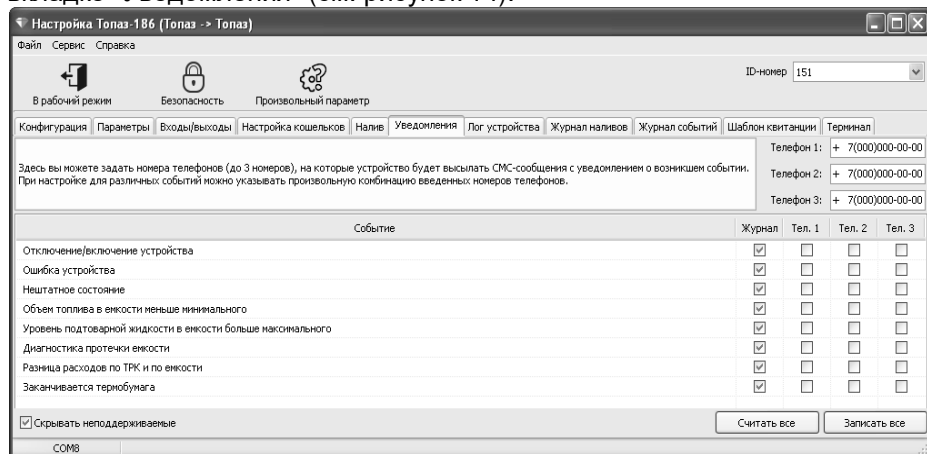 вкладке "Уведомления" (см. рисунок 14).
Настройка Топаз-186 (Топаз -> Топаз)
Файл Сервис Справка
В рабочий режим Безопасность Произвольный параметр
ID-номер 151
Конфигурация Параметры Входы/выходы Настройка кошельков Налив Уведомления Лог устройства Журнал наливов Журнал событий Шаблон квитанции Терминал
Здесь вы можете задать номера телефонов (до 3 номеров), на которые устройство будет высылать СМС-сообщения с уведомлением о возникшем событии.
При настройке для различных событий можно указывать произвольную комбинацию введенных номеров телефонов.
Телефон 1: + 7(000)000-00-00
Телефон 2: + 7(000)000-00-00
Телефон 3: + 7(000)000-00-00
Событие Журнал Тел. 1 Тел. 2 Тел. 3
Отключение/включение устройства
Ошибка устройства
Нештатное состояние
Объем топлива в емкости меньше минимального
Уровень подтоварной жидкости в емкости больше максимального
Диагностика протечки емкости
Разница расходов по ТРК и по емкости
Заканчивается термобумага
Скрывать неподдерживаемые
Считать все Записать все
COM8